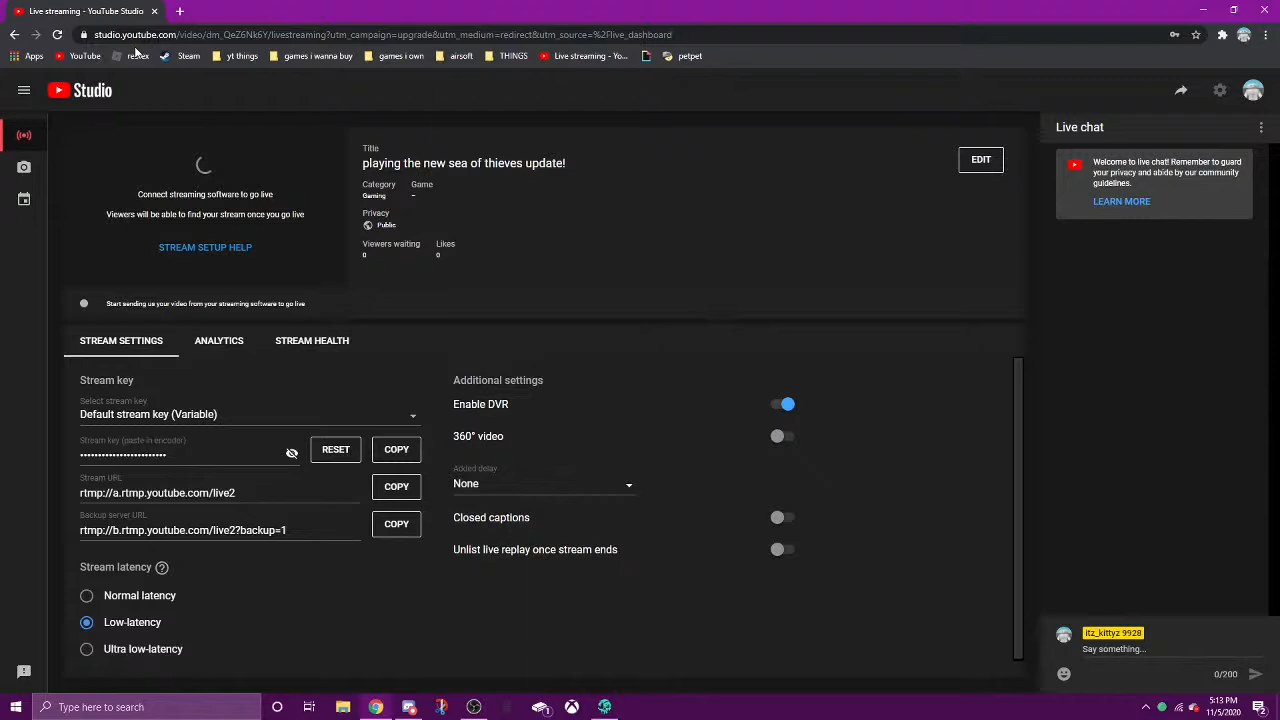 Live streaming - YouTube Studio
studio.youtube.com/video/dm_QeZ6Nk6Y/livestreaming?utm_campaign=upgrade&utm_medium=redirect&utm_source=%2Flive_dashboard
Apps YouTube Steam yt things games i wanna buy games i own airsoft THINGS Live streaming - Yo... petpet
Studio
Live chat
Welcome to live chat! Remember to guard
your privacy and abide by our community
guidelines.
LEARN MORE
Connect streaming software to go live
Viewers will be able to find your stream once you go live
STREAM SETUP HELP
Title
playing the new sea of thieves update!
EDIT
Category Game
Gaming –
Privacy
Public
Viewers waiting Likes
0 0
Start sending us your video from your streaming software to go live
STREAM SETTINGS ANALYTICS STREAM HEALTH
Stream key
Select stream key
Default stream key (Variable)
Stream key (paste in encoder)
RESET COPY
Stream URL
rtmp://a.rtmp.youtube.com/live2
COPY
Backup server URL
rtmp://b.rtmp.youtube.com/live2?backup=1
COPY
Stream latency ?
Normal latency
Low-latency
Ultra low-latency
Additional settings
Enable DVR
360° video
Added delay
None
Closed captions
Unlist live replay once stream ends
itz_kittyz 9928
Say something...
0/200
Type here to search
5:13 PM
11/5/2020